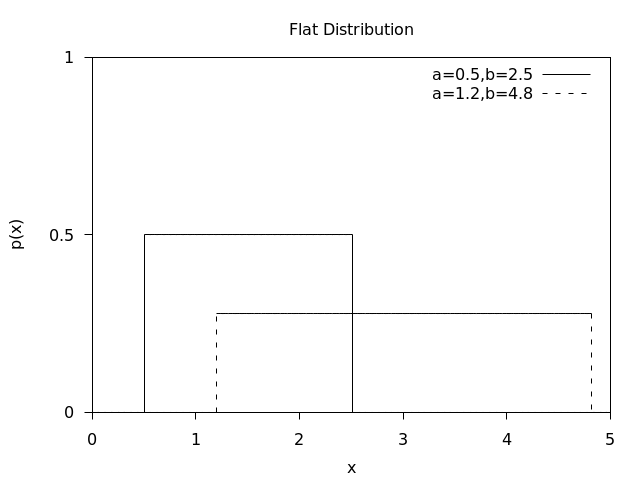 Flat Distribution
1
a=0.5,b=2.5
a=1.2,b=4.8
p(x)
0.5
0
0 1 2 3 4 5
x